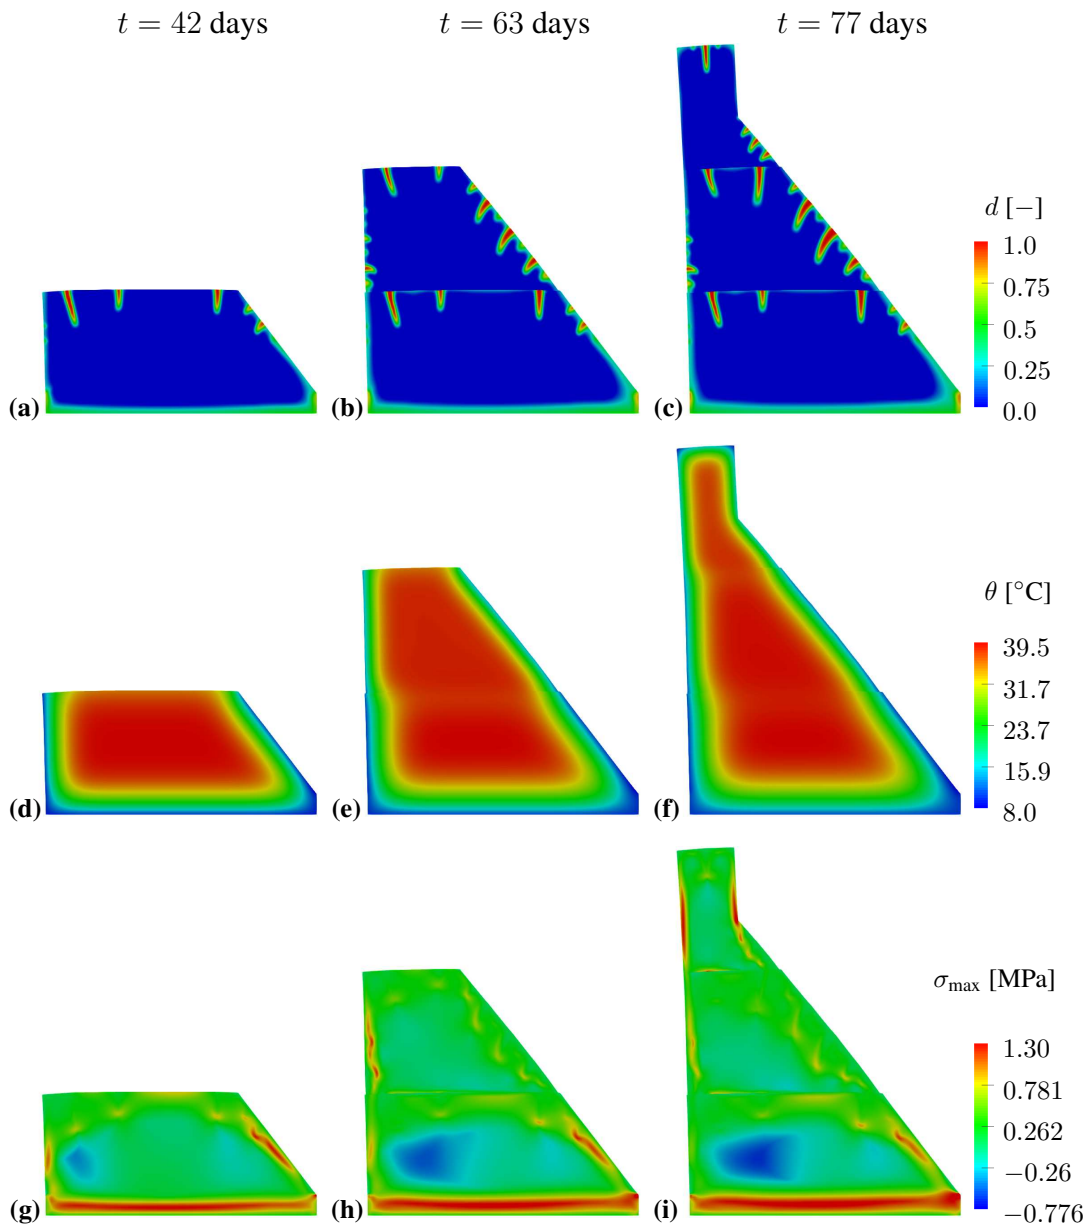 t = 42 days t = 63 days t = 77 days
d [−]
1.0
0.75
0.5
0.25
0.0
(a) (b) (c)
θ [°C]
39.5
31.7
23.7
15.9
8.0
(d) (e) (f)
σmax [MPa]
1.30
0.781
0.262
−0.26
−0.776
(g) (h) (i)